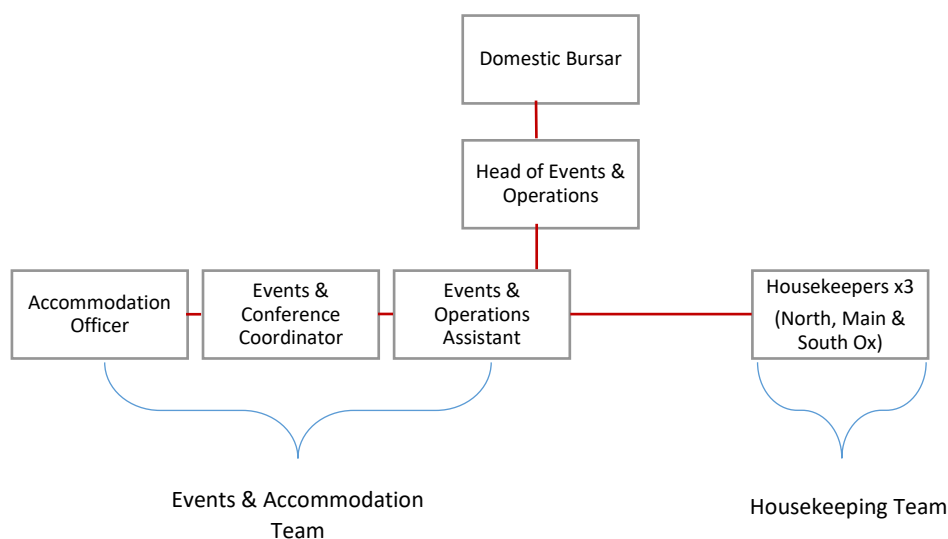 Domestic Bursar
Head of Events &
Operations
Accommodation
Officer
Events &
Conference
Coordinator
Events &
Operations
Assistant
Housekeepers x3
(North, Main &
South Ox)
Events & Accommodation
Team
Housekeeping Team